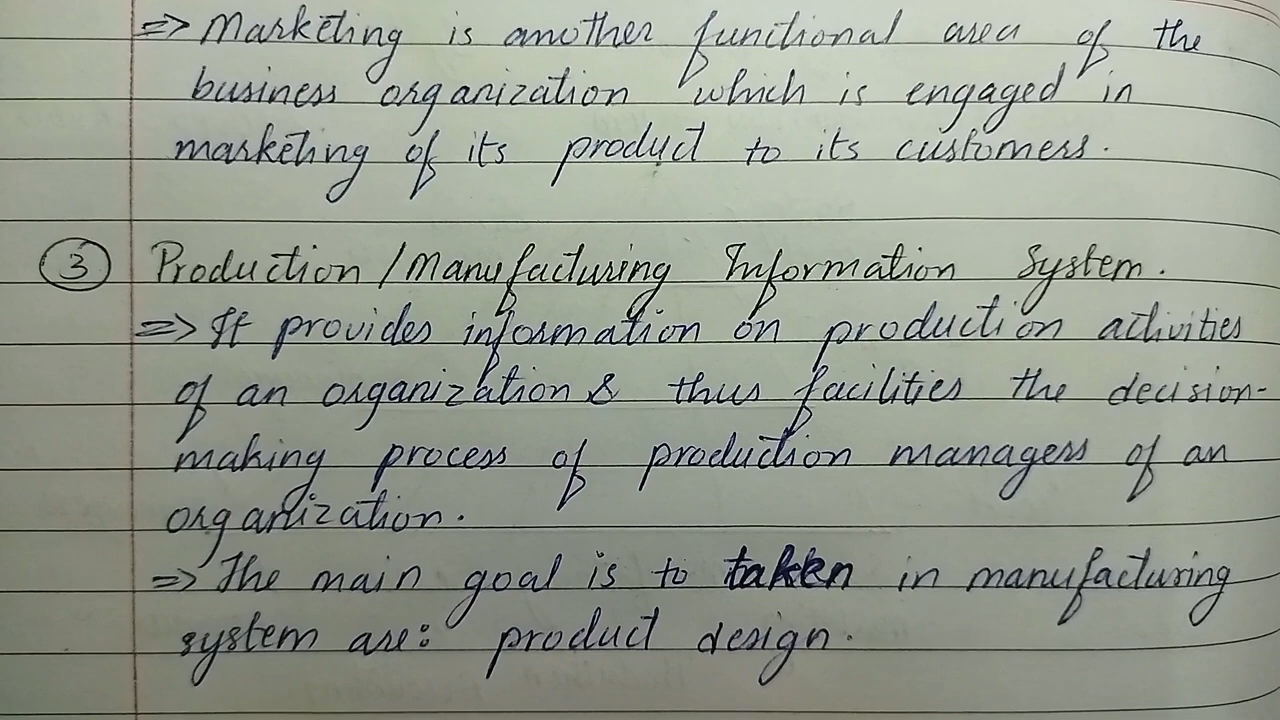 => Marketing is another functional area of the
business organization which is engaged in
marketing of its product to its customers.
3 Production/Manufacturing Information System.
=> It provides information on production activities
of an organization & thus facilities the decision-
making process of production managers of an
organization.
=> The main goal is to taken in manufacturing
system are: product design.